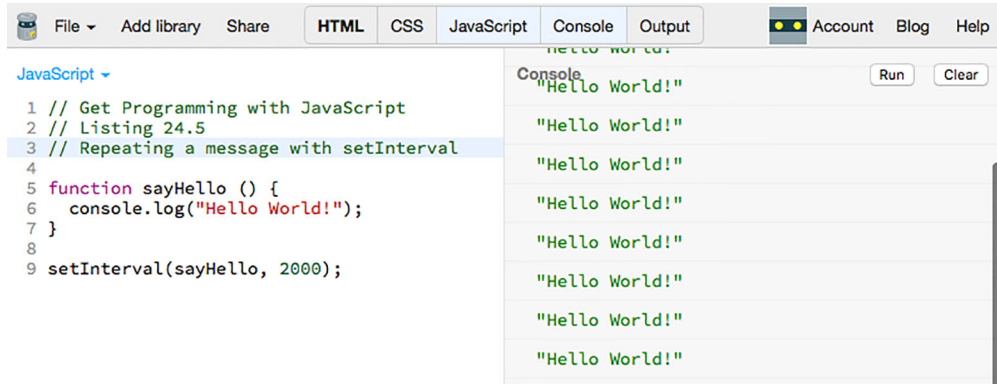 File Add library Share HTML CSS JavaScript Console Output Account Blog Help
JavaScript
1 // Get Programming with JavaScript
2 // Listing 24.5
3 // Repeating a message with setInterval
4
5 function sayHello () {
6 console.log("Hello World!");
7 }
8
9 setInterval(sayHello, 2000);
Console Run Clear
"Hello World!"
"Hello World!"
"Hello World!"
"Hello World!"
"Hello World!"
"Hello World!"
"Hello World!"
"Hello World!"
"Hello World!"